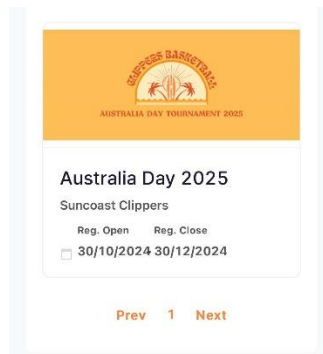 CLIPPERS BASKETBALL
AUSTRALIA DAY TOURNAMENT 2025
Australia Day 2025
Suncoast Clippers
Reg. Open Reg. Close
30/10/2024 30/12/2024
Prev 1 Next